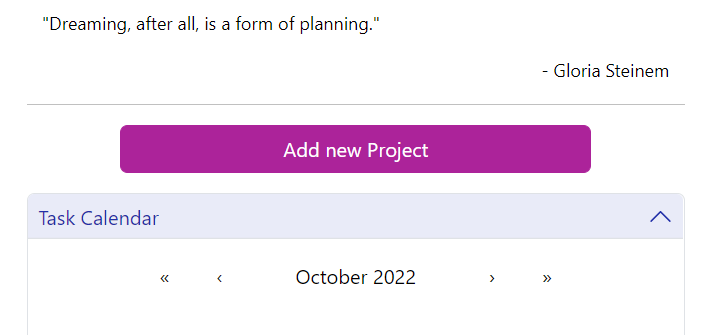 "Dreaming, after all, is a form of planning."
- Gloria Steinem
Add new Project
Task Calendar
« ‹ October 2022 › »